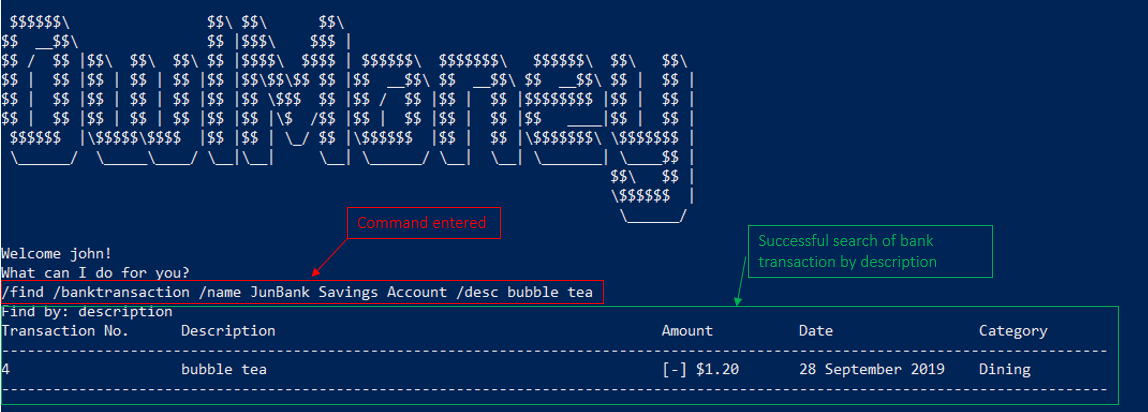 $$$$$$\                $$\ $$\      $$\
$$  __$$\               $$ |$$$\    $$$ |
$$ /  $$ |$$\  $$\  $$\ $$ |$$$$\  $$$$ | $$$$$$\  $$$$$$$\   $$$$$$\  $$\   $$\
$$ |  $$ |$$ | $$ | $$ |$$ |$$\$$\$$ $$ |$$  __$$\ $$  __$$\ $$  __$$\ $$ |  $$ |
$$ |  $$ |$$ | $$ | $$ |$$ |$$ \$$$  $$ |$$ /  $$ |$$ |  $$ |$$$$$$$$ |$$ |  $$ |
$$ |  $$ |$$ | $$ | $$ |$$ |$$ |\$  /$$ |$$ |  $$ |$$ |  $$ |$$   ____|$$ |  $$ |
 $$$$$$  |\$$$$$\$$$$  |$$ |$$ | \_/ $$ |\$$$$$$  |$$ |  $$ |\$$$$$$$\ \$$$$$$$ |
 \______/  \_____\____/ \__|\__|     \__| \______/ \__|  \__| \_______| \____$$ |
                                                                       $$\   $$ |
                                                                       \$$$$$$  |
                                                                        \______/
Command entered
Successful search of bank
transaction by description
Welcome john!
What can I do for you?
/find /banktransaction /name JunBank Savings Account /desc bubble tea
Find by: description
Transaction No. Description Amount Date Category
4 bubble tea [-] $1.20 28 September 2019 Dining